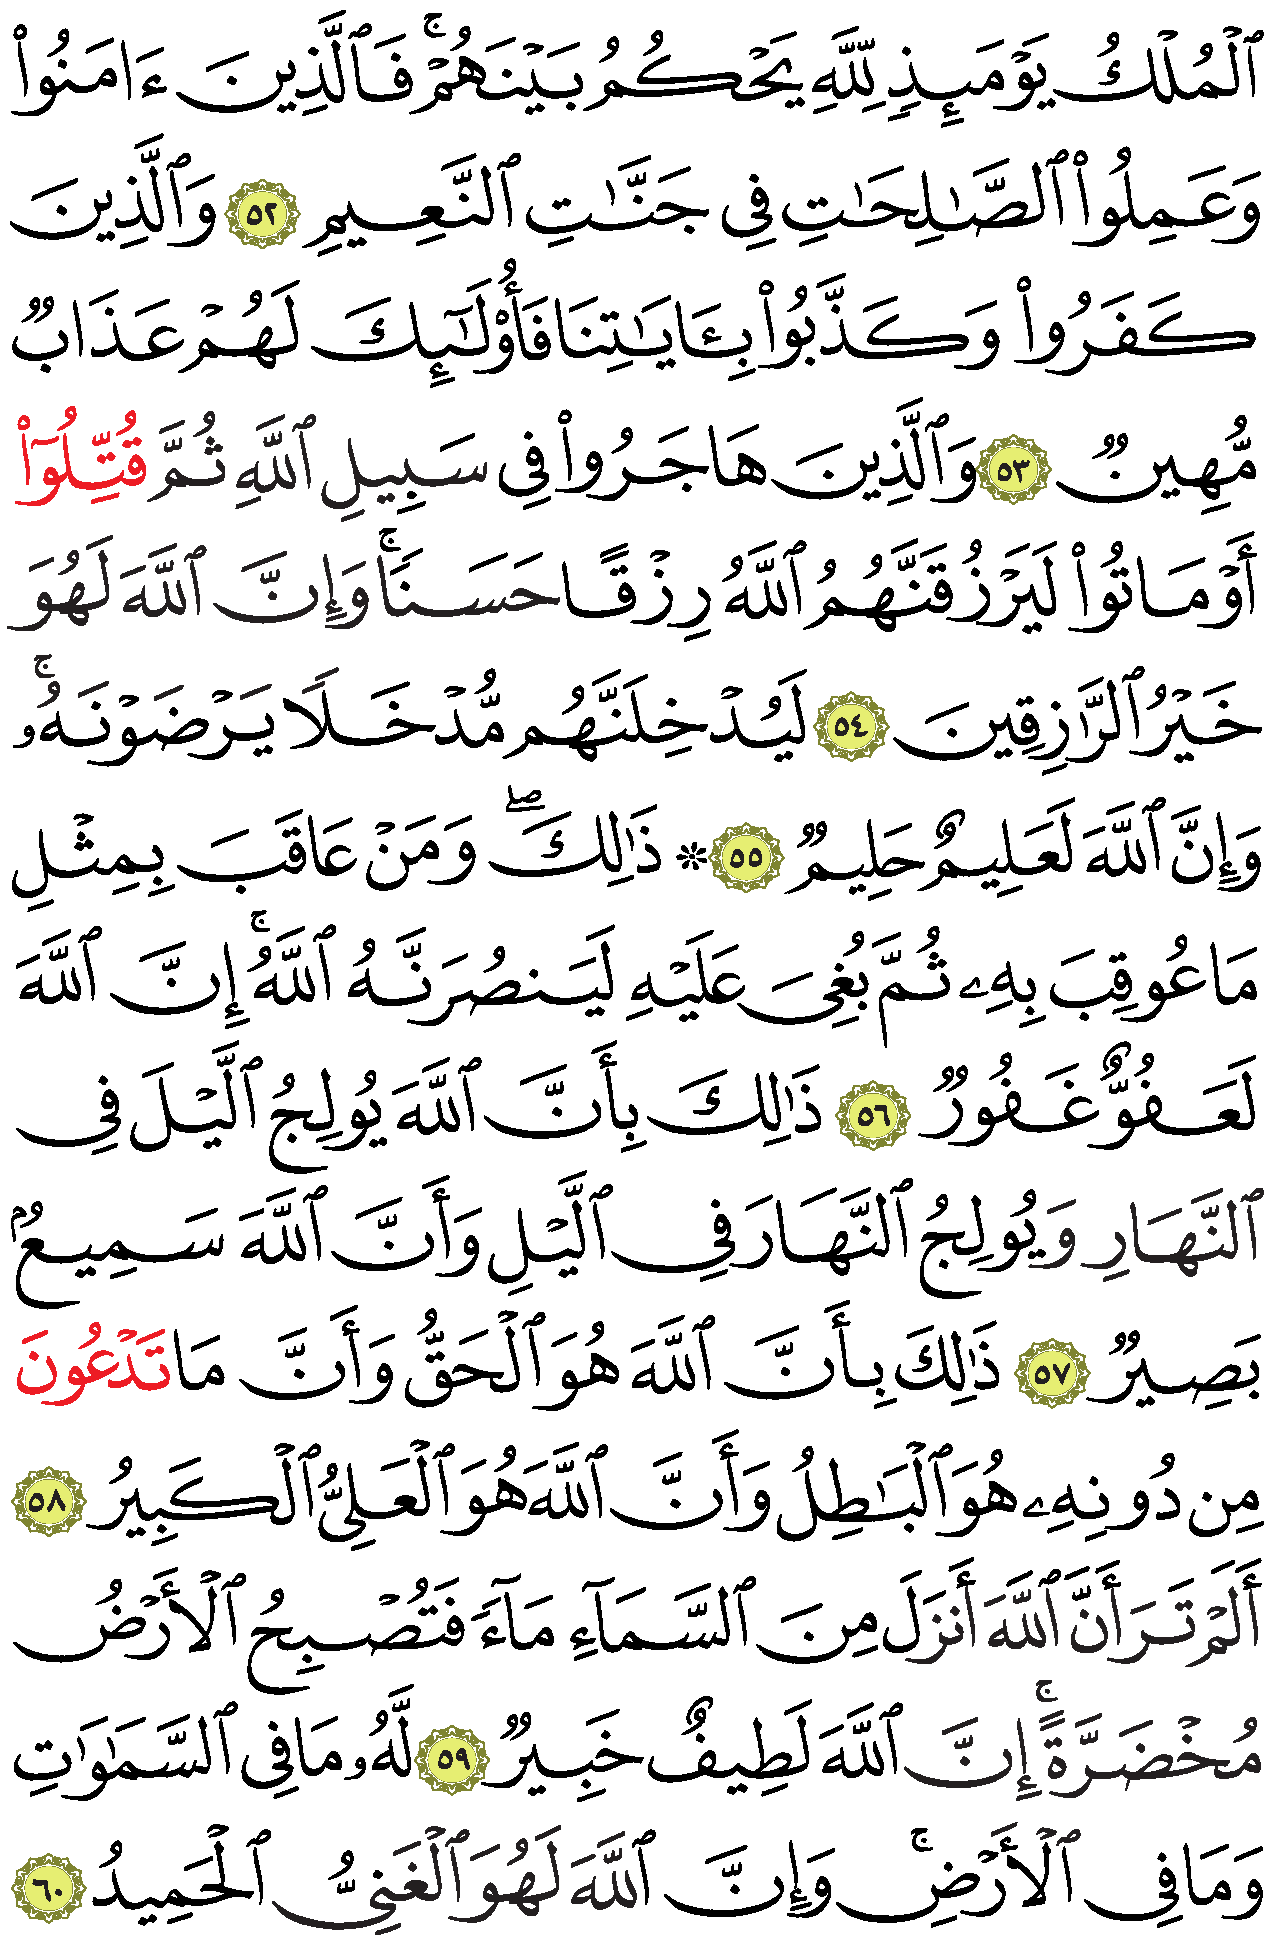 ٱلۡمُلۡكُ يَوۡمَئِذٖ لِّلَّهِ يَحۡكُمُ بَيۡنَهُمۡۚ فَٱلَّذِينَ ءَامَنُواْ
وَعَمِلُواْ ٱلصَّٰلِحَٰتِ فِي جَنَّٰتِ ٱلنَّعِيمِ ٥٢ وَٱلَّذِينَ
كَفَرُواْ وَكَذَّبُواْ بِـَٔايَٰتِنَا فَأُوْلَٰٓئِكَ لَهُمۡ عَذَابٞ
مُّهِينٞ ٥٣ وَٱلَّذِينَ هَاجَرُواْ فِي سَبِيلِ ٱللَّهِ ثُمَّ قُتِّلُوٓاْ
أَوۡ مَاتُواْ لَيَرۡزُقَنَّهُمُ ٱللَّهُ رِزۡقًا حَسَنٗاۚ وَإِنَّ ٱللَّهَ لَهُوَ
خَيۡرُ ٱلرَّٰزِقِينَ ٥٤ لَيُدۡخِلَنَّهُم مُّدۡخَلٗا يَرۡضَوۡنَهُۥۚ
وَإِنَّ ٱللَّهَ لَعَلِيمٌ حَلِيمٞ ٥٥ ۞ ذَٰلِكَۖ وَمَنۡ عَاقَبَ بِمِثۡلِ
مَا عُوقِبَ بِهِۦ ثُمَّ بُغِيَ عَلَيۡهِ لَيَنصُرَنَّهُ ٱللَّهُۚ إِنَّ ٱللَّهَ
لَعَفُوٌّ غَفُورٞ ٥٦ ذَٰلِكَ بِأَنَّ ٱللَّهَ يُولِجُ ٱلَّيۡلَ فِي
ٱلنَّهَارِ وَيُولِجُ ٱلنَّهَارَ فِي ٱلَّيۡلِ وَأَنَّ ٱللَّهَ سَمِيعُۢ
بَصِيرٞ ٥٧ ذَٰلِكَ بِأَنَّ ٱللَّهَ هُوَ ٱلۡحَقُّ وَأَنَّ مَا تَدۡعُونَ
مِن دُونِهِۦ هُوَ ٱلۡبَٰطِلُ وَأَنَّ ٱللَّهَ هُوَ ٱلۡعَلِيُّ ٱلۡكَبِيرُ ٥٨
أَلَمۡ تَرَ أَنَّ ٱللَّهَ أَنزَلَ مِنَ ٱلسَّمَآءِ مَآءٗ فَتُصۡبِحُ ٱلۡأَرۡضُ
مُخۡضَرَّةًۚ إِنَّ ٱللَّهَ لَطِيفٌ خَبِيرٞ ٥٩ لَّهُۥ مَا فِي ٱلسَّمَٰوَٰتِ
وَمَا فِي ٱلۡأَرۡضِۚ وَإِنَّ ٱللَّهَ لَهُوَ ٱلۡغَنِيُّ ٱلۡحَمِيدُ ٦٠